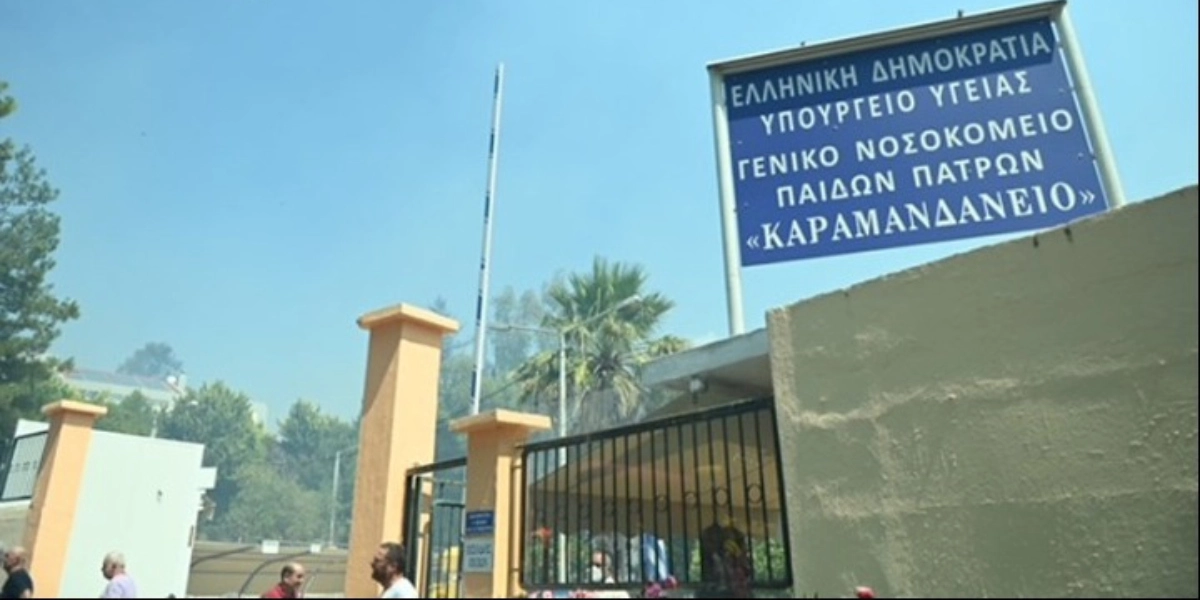 ΕΛΛΗΝΙΚΗ ΔΗΜΟΚΡΑΤΙΑ
ΥΠΟΥΡΓΕΙΟ ΥΓΕΙΑΣ
ΓΕΝΙΚΟ ΝΟΣΟΚΟΜΕΙΟ
ΠΑΙΔΩΝ ΠΑΤΡΩΝ
«ΚΑΡΑΜΑΝΔΑΝΕΙΟ»